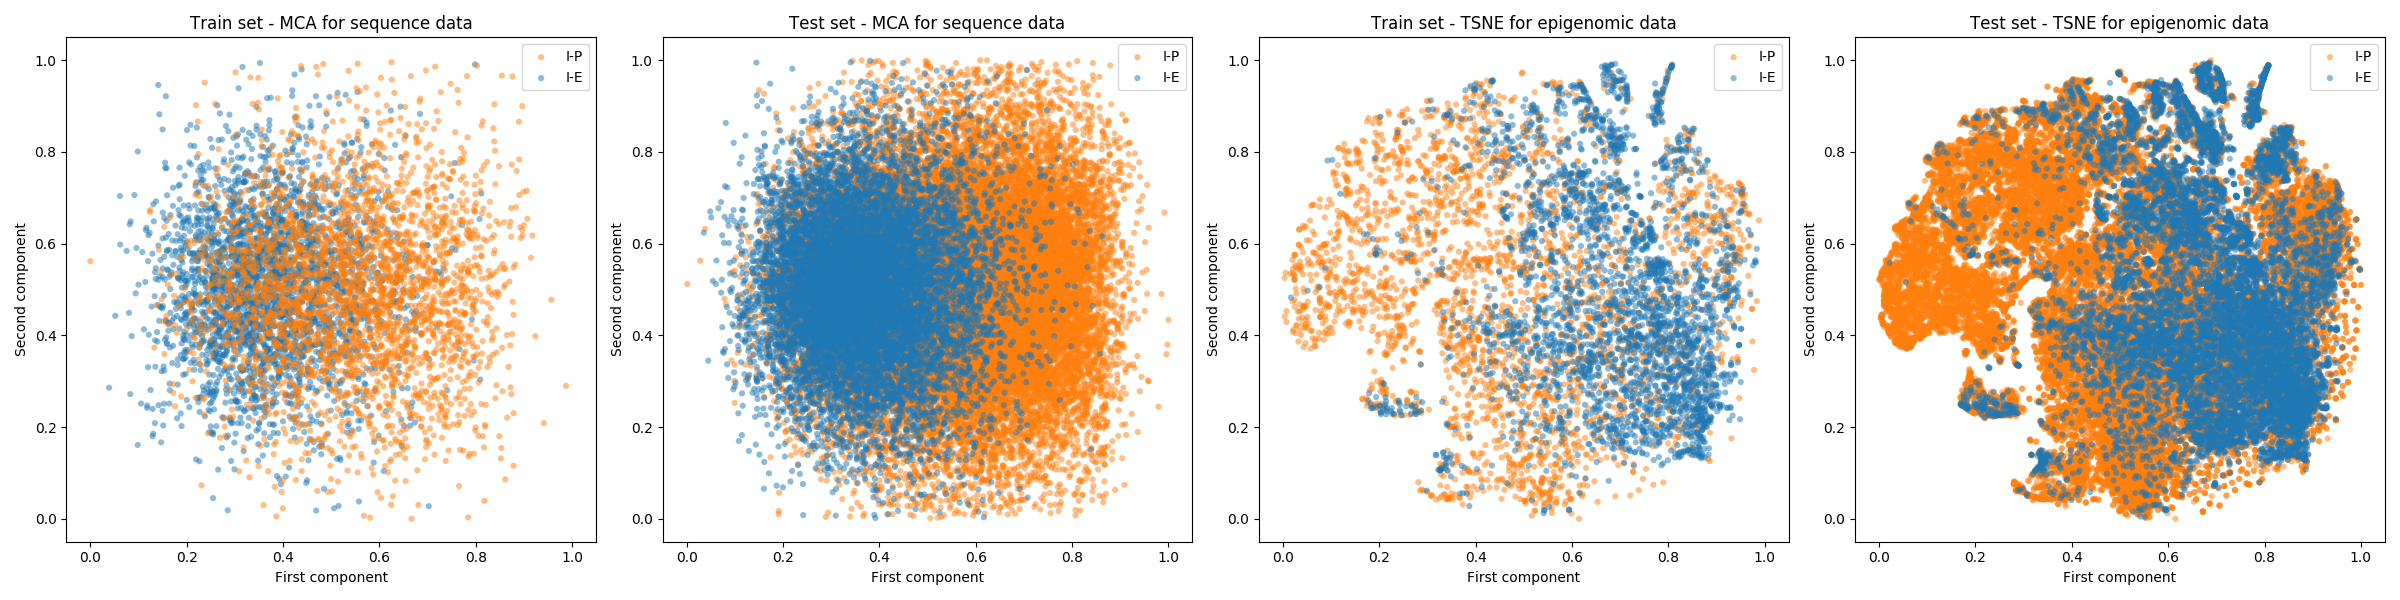 Train set - MCA for sequence data
I-P
I-E
1.0
0.8
0.6
0.4
0.2
0.0
Second component
0.0 0.2 0.4 0.6 0.8 1.0
First component
Test set - MCA for sequence data
I-P
I-E
1.0
0.8
0.6
0.4
0.2
0.0
Second component
0.0 0.2 0.4 0.6 0.8 1.0
First component
Train set - TSNE for epigenomic data
I-P
I-E
1.0
0.8
0.6
0.4
0.2
0.0
Second component
0.0 0.2 0.4 0.6 0.8 1.0
First component
Test set - TSNE for epigenomic data
I-P
I-E
1.0
0.8
0.6
0.4
0.2
0.0
Second component
0.0 0.2 0.4 0.6 0.8 1.0
First component